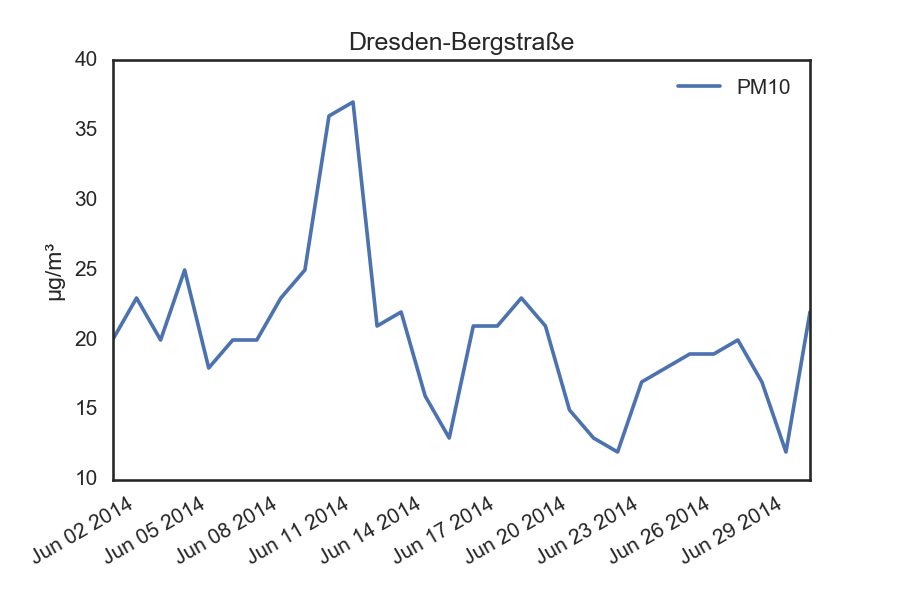 Dresden-Bergstraße
PM10
µg/m³
40
35
30
25
20
15
10
Jun 02 2014
Jun 05 2014
Jun 08 2014
Jun 11 2014
Jun 14 2014
Jun 17 2014
Jun 20 2014
Jun 23 2014
Jun 26 2014
Jun 29 2014